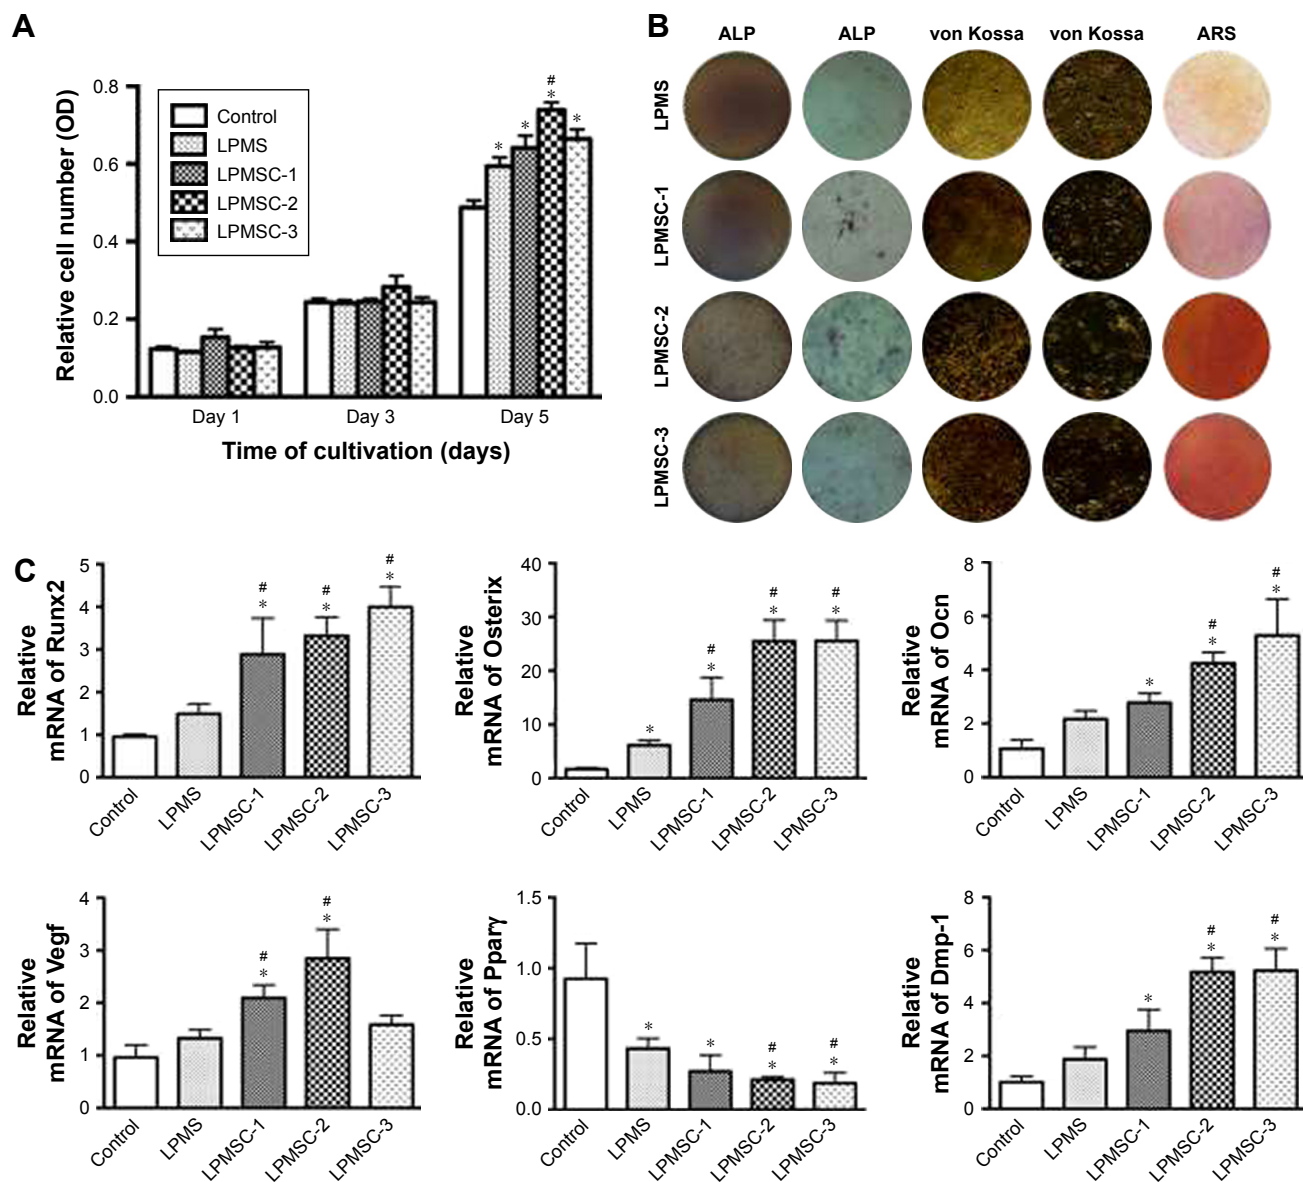 A
Relative cell number (OD)
0.8
0.6
0.4
0.2
0.0
Control
LPMS
LPMSC-1
LPMSC-2
LPMSC-3
* * # * *
Day 1 Day 3 Day 5
Time of cultivation (days)
B
ALP ALP von Kossa von Kossa ARS
LPMS
LPMSC-1
LPMSC-2
LPMSC-3
C
Relative
mRNA of Runx2
5
4
3
2
1
0
# # #
* * *
Control LPMS LPMSC-1 LPMSC-2 LPMSC-3
Relative
mRNA of Osterix
40
30
20
10
0
# # #
* * * *
Control LPMS LPMSC-1 LPMSC-2 LPMSC-3
Relative
mRNA of Ocn
8
6
4
2
0
# #
* * *
Control LPMS LPMSC-1 LPMSC-2 LPMSC-3
Relative
mRNA of Vegf
4
3
2
1
0
# #
* *
Control LPMS LPMSC-1 LPMSC-2 LPMSC-3
Relative
mRNA of Pparγ
1.5
1.0
0.5
0.0
# #
* * * *
Control LPMS LPMSC-1 LPMSC-2 LPMSC-3
Relative
mRNA of Dmp-1
8
6
4
2
0
# #
* * *
Control LPMS LPMSC-1 LPMSC-2 LPMSC-3